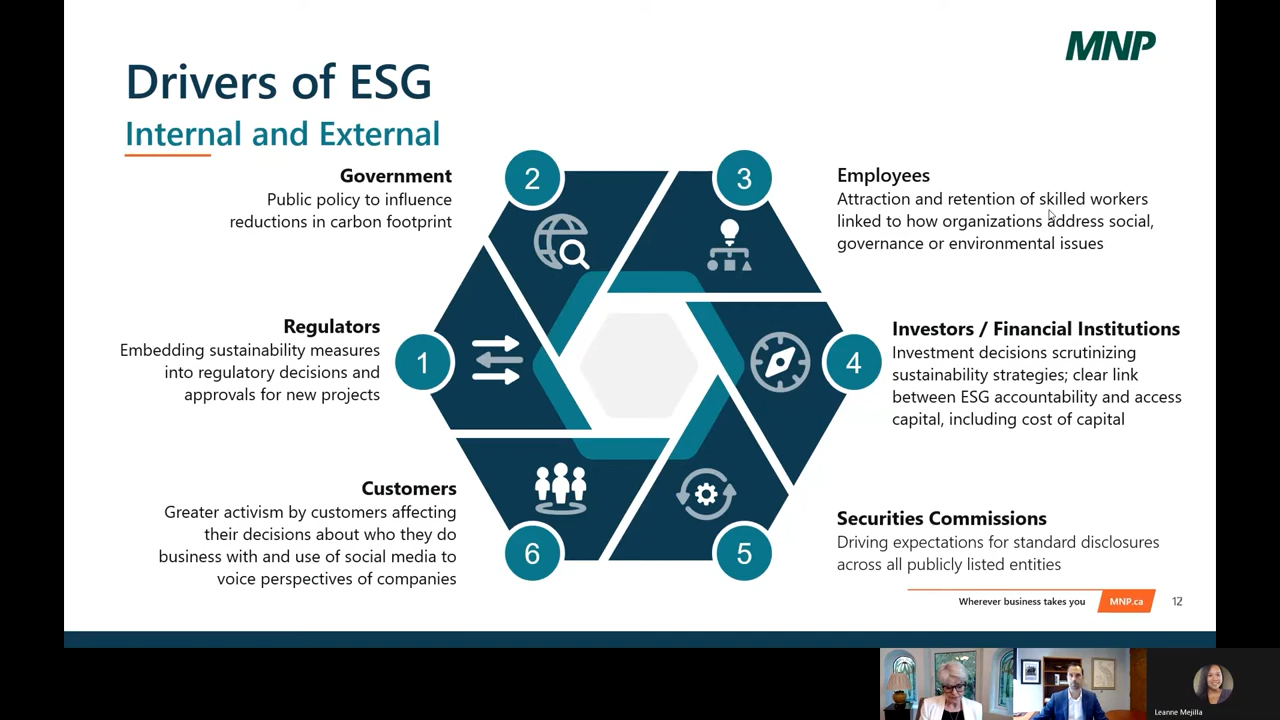 MNP
Drivers of ESG
Internal and External
Regulators
Embedding sustainability measures
into regulatory decisions and
approvals for new projects
1
Government
Public policy to influence
reductions in carbon footprint
2
3
Employees
Attraction and retention of skilled workers
linked to how organizations address social,
governance or environmental issues
4
Investors / Financial Institutions
Investment decisions scrutinizing
sustainability strategies; clear link
between ESG accountability and access
capital, including cost of capital
5
Securities Commissions
Driving expectations for standard disclosures
across all publicly listed entities
6
Customers
Greater activism by customers affecting
their decisions about who they do
business with and use of social media to
voice perspectives of companies
Wherever business takes you
MNP.ca
12
Leanne Mejilla